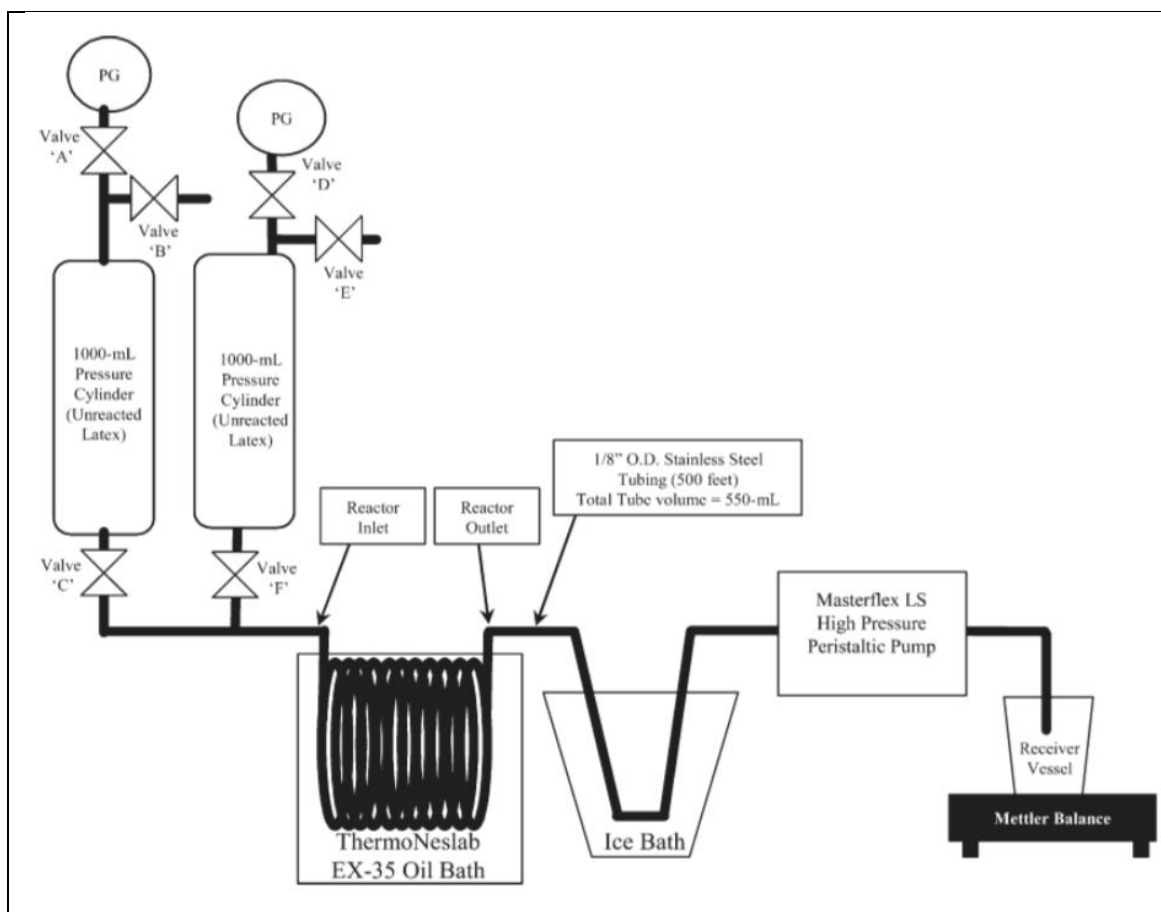 PG
Valve
‘A’
Valve
‘B’
PG
Valve
‘D’
Valve
‘E’
1000-mL
Pressure
Cylinder
(Unreacted
Latex)
1000-mL
Pressure
Cylinder
(Unreacted
Latex)
Valve
‘C’
Valve
‘F’
Reactor
Inlet
Reactor
Outlet
1/8” O.D. Stainless Steel
Tubing (500 feet)
Total Tube volume = 550-mL
ThermoNeslab
EX-35 Oil Bath
Ice Bath
Masterflex LS
High Pressure
Peristaltic Pump
Receiver
Vessel
Mettler Balance